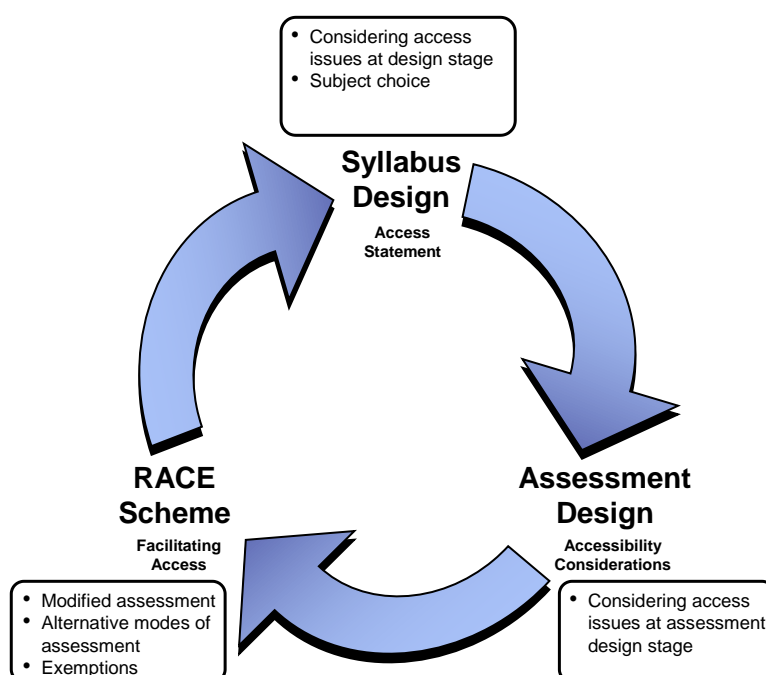 • Considering access
issues at design stage
• Subject choice
Syllabus
Design
Access
Statement
RACE
Scheme
Facilitating
Access
Assessment
Design
Accessibility
Considerations
• Modified assessment
• Alternative modes of
assessment
• Exemptions
• Considering access
issues at assessment
design stage